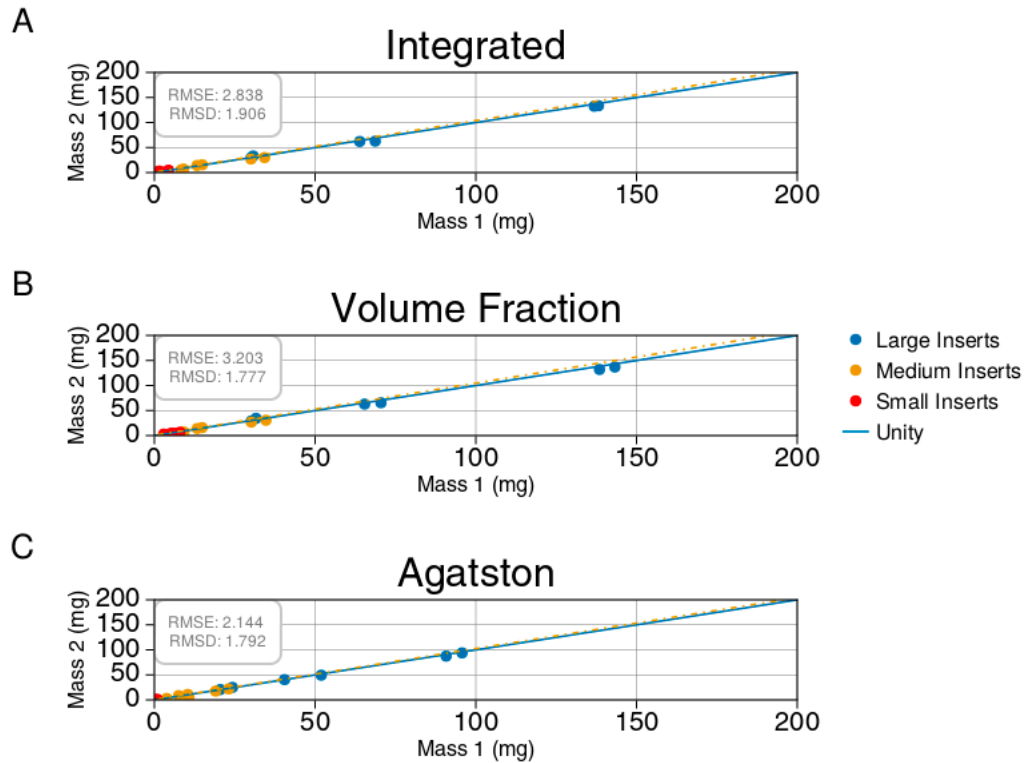 A
Integrated
Mass 2 (mg)
200
150
100
50
0
RMSE: 2.838
RMSD: 1.906
0 50 100 150 200
Mass 1 (mg)
B
Volume Fraction
Mass 2 (mg)
200
150
100
50
0
RMSE: 3.203
RMSD: 1.777
0 50 100 150 200
Mass 1 (mg)
Large Inserts
Medium Inserts
Small Inserts
Unity
C
Agatston
Mass 2 (mg)
200
150
100
50
0
RMSE: 2.144
RMSD: 1.792
0 50 100 150 200
Mass 1 (mg)